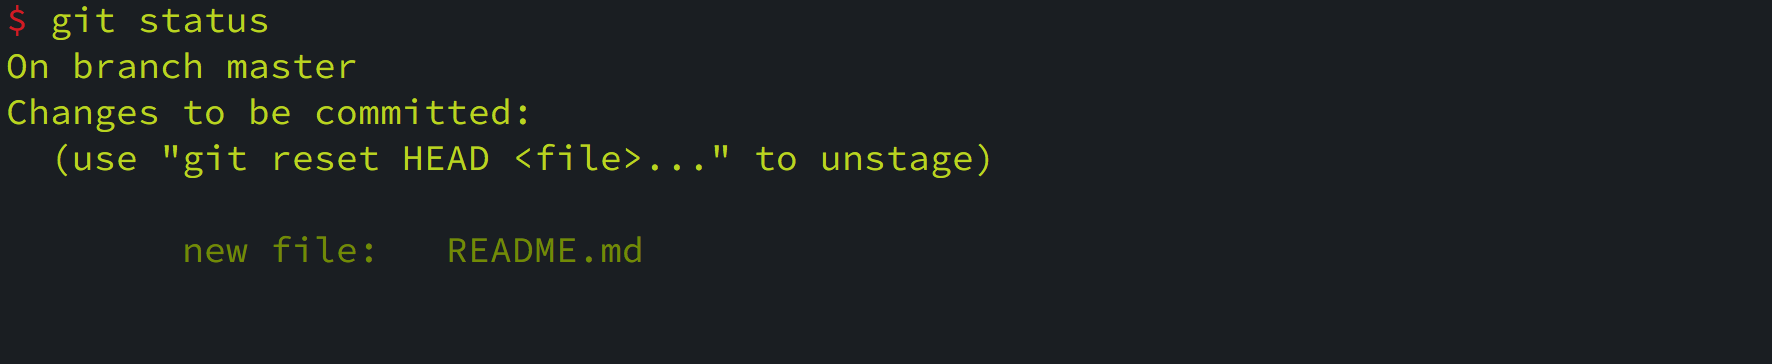 $ git status
On branch master
Changes to be committed:
  (use "git reset HEAD <file>..." to unstage)

        new file:   README.md